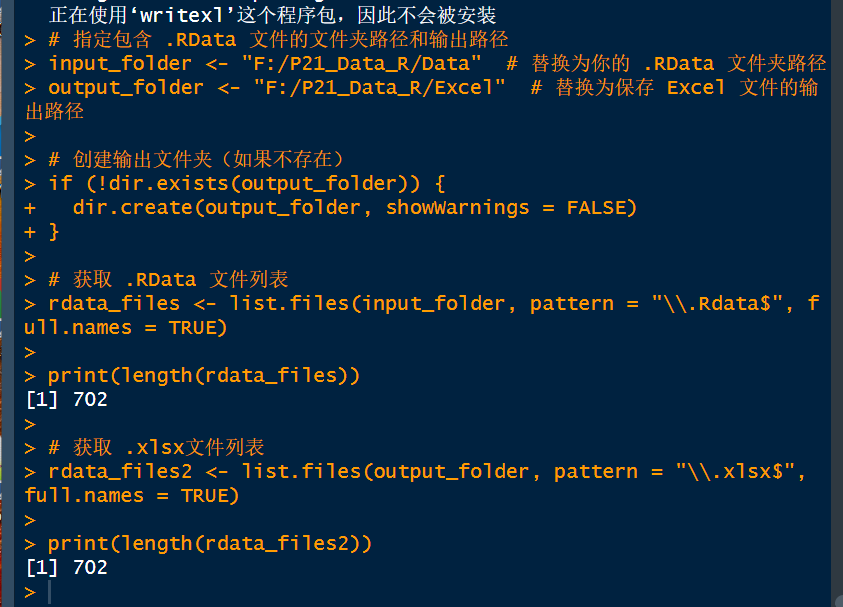 正在使用‘writexl’这个程序包，因此不会被安装
> # 指定包含 .RData 文件的文件夹路径和输出路径
> input_folder <- "F:/P21_Data_R/Data"  # 替换为你的 .RData 文件夹路径
> output_folder <- "F:/P21_Data_R/Excel"  # 替换为保存 Excel 文件的输
出路径
>
> # 创建输出文件夹（如果不存在）
> if (!dir.exists(output_folder)) {
+   dir.create(output_folder, showWarnings = FALSE)
+ }
>
> # 获取 .RData 文件列表
> rdata_files <- list.files(input_folder, pattern = "\\.Rdata$", f
ull.names = TRUE)
>
> print(length(rdata_files))
[1] 702
>
> # 获取 .xlsx文件列表
> rdata_files2 <- list.files(output_folder, pattern = "\\.xlsx$",
full.names = TRUE)
>
> print(length(rdata_files2))
[1] 702
>